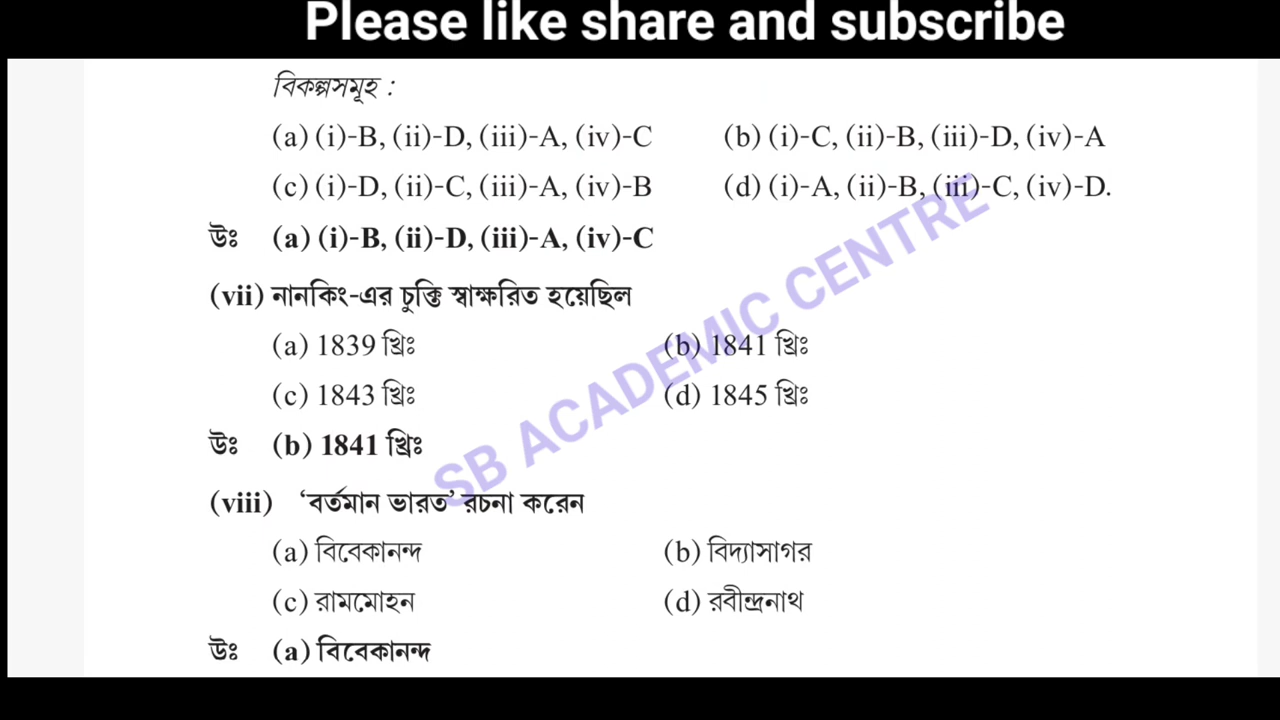 Please like share and subscribe
বিকল্পসমূহ :
(a) (i)-B, (ii)-D, (iii)-A, (iv)-C (b) (i)-C, (ii)-B, (iii)-D, (iv)-A
(c) (i)-D, (ii)-C, (iii)-A, (iv)-B (d) (i)-A, (ii)-B, (iii)-C, (iv)-D.
উঃ (a) (i)-B, (ii)-D, (iii)-A, (iv)-C
(vii) নানকিং-এর চুক্তি স্বাক্ষরিত হয়েছিল
(a) 1839 খ্রিঃ (b) 1841 খ্রিঃ
(c) 1843 খ্রিঃ (d) 1845 খ্রিঃ
উঃ (b) 1841 খ্রিঃ
(viii) ‘বর্তমান ভারত’ রচনা করেন
(a) বিবেকানন্দ (b) বিদ্যাসাগর
(c) রামমোহন (d) রবীন্দ্রনাথ
উঃ (a) বিবেকানন্দ
SB ACADEMIC CENTRE